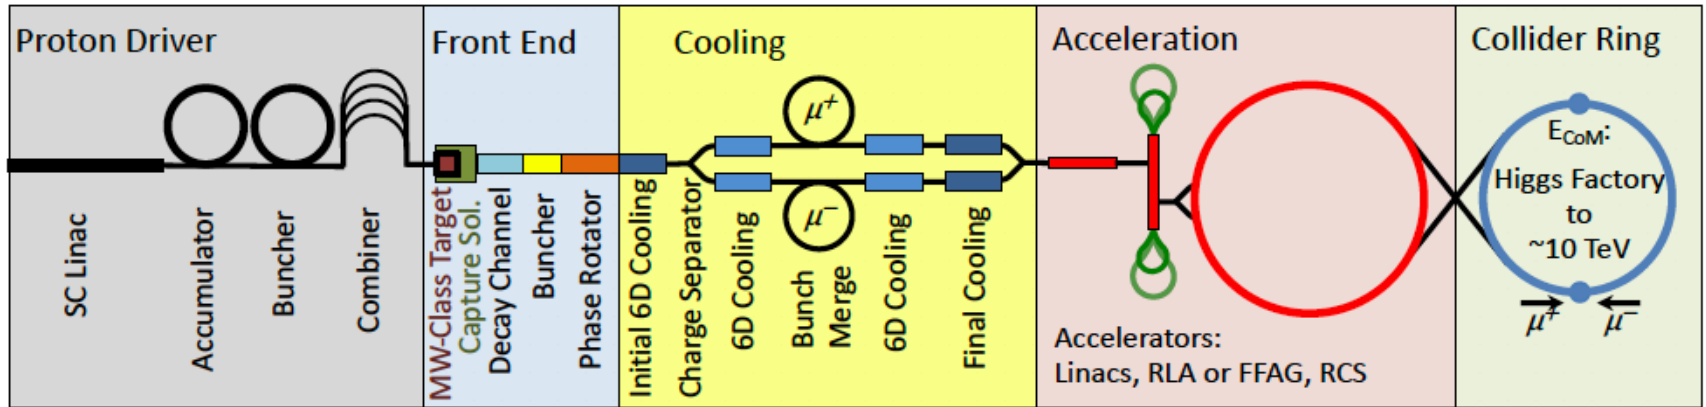 Proton Driver
SC Linac
Accumulator
Buncher
Combiner
Front End
MW-Class Target
Capture Sol.
Decay Channel
Buncher
Phase Rotator
Cooling
μ+
μ−
Initial 6D Cooling
Charge Separator
6D Cooling
Bunch
Merge
6D Cooling
Final Cooling
Acceleration
Accelerators:
Linacs, RLA or FFAG, RCS
Collider Ring
ECoM:
Higgs Factory
to
~10 TeV
μ+ μ−